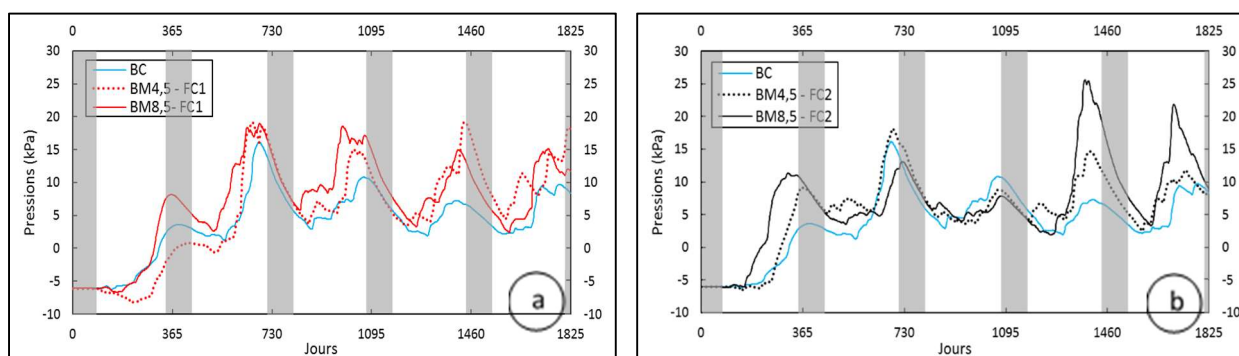 0 365 730 1095 1460 1825
30 30
25 25
20 20
15 15
10 10
5 5
0 0
-5 -5
-10 -10
Pressions (kPa)
BC
BM4,5 - FC1
BM8,5- FC1
a
0 365 730 1095 1460 1825
Jours
0 365 730 1095 1460 1825
30 30
25 25
20 20
15 15
10 10
5 5
0 0
-5 -5
-10 -10
Pressions (kPa)
BC
BM4,5 - FC2
BM8,5 - FC2
b
0 365 730 1095 1460 1825
Jours